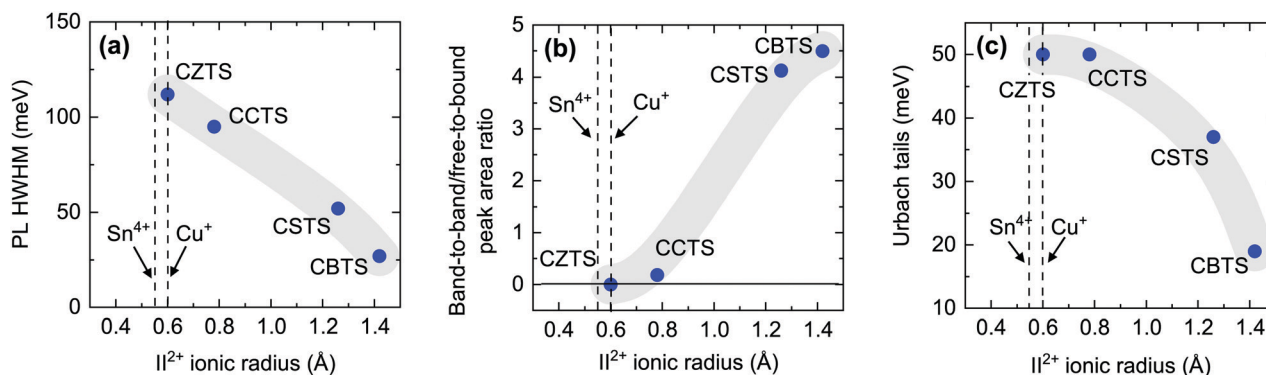 (a)
PL HWHM (meV)
150
100
50
0
CZTS
CCTS
CSTS
CBTS
Sn⁴⁺
Cu⁺
0.4 0.6 0.8 1.0 1.2 1.4
II²⁺ ionic radius (Å)
(b)
Band-to-band/free-to-bound
peak area ratio
5
4
3
2
1
0
CBTS
CSTS
Sn⁴⁺
Cu⁺
CZTS
CCTS
0.4 0.6 0.8 1.0 1.2 1.4
II²⁺ ionic radius (Å)
(c)
Urbach tails (meV)
50
40
30
20
10
CZTS
CCTS
CSTS
Sn⁴⁺
Cu⁺
CBTS
0.4 0.6 0.8 1.0 1.2 1.4
II²⁺ ionic radius (Å)